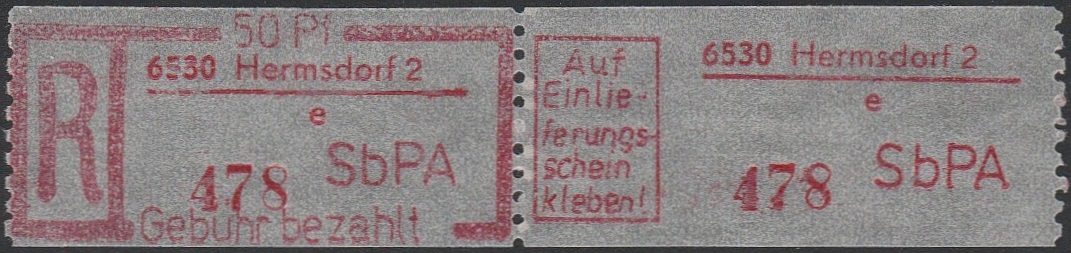 50 Pf
R
6530 Hermsdorf 2
e
478 SbPA
Gebühr bezahlt
Auf
Einlie-
ferungs-
schein
kleben!
6530 Hermsdorf 2
e
478 SbPA